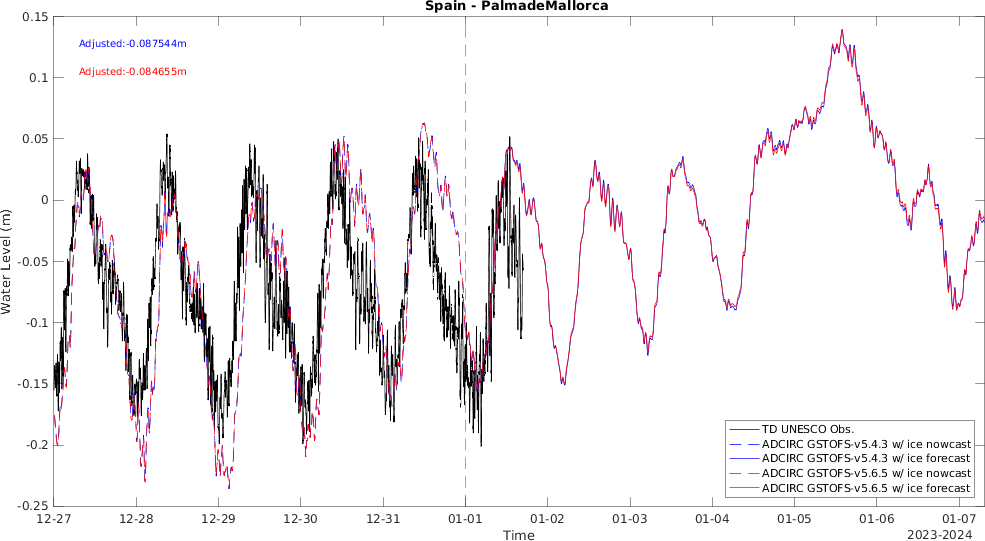 Spain - PalmadeMallorca
Adjusted:-0.087544m
Adjusted:-0.084655m
0.15
0.1
0.05
0
-0.05
-0.1
-0.15
-0.2
-0.25
Water Level (m)
TD UNESCO Obs.
ADCIRC GSTOFS-v5.4.3 w/ ice nowcast
ADCIRC GSTOFS-v5.4.3 w/ ice forecast
ADCIRC GSTOFS-v5.6.5 w/ ice nowcast
ADCIRC GSTOFS-v5.6.5 w/ ice forecast
12-27 12-28 12-29 12-30 12-31 01-01 01-02 01-03 01-04 01-05 01-06 01-07
Time
2023-2024